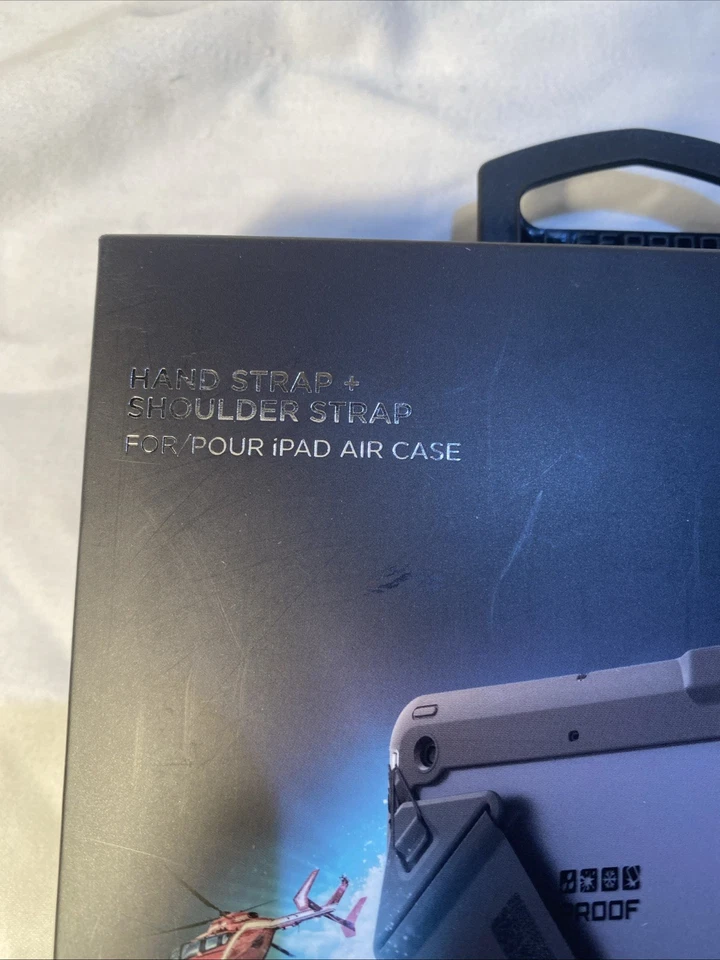 HAND STRAP +
SHOULDER STRAP
FOR/POUR iPAD AIR CASE
PROOF